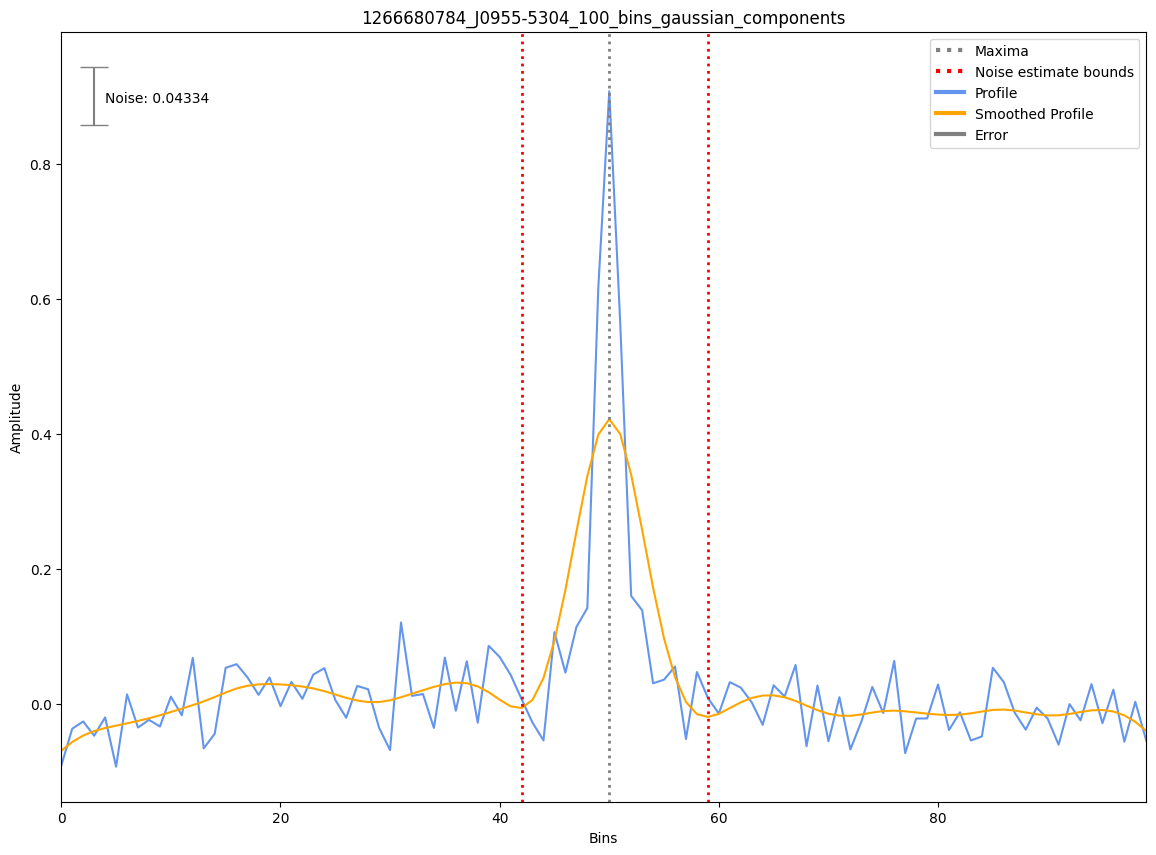 1266680784_J0955-5304_100_bins_gaussian_components
Maxima
Noise estimate bounds
Profile
Smoothed Profile
Error
Noise: 0.04334
0.8
0.6
0.4
0.2
0.0
Amplitude
0
20
40
60
80
Bins